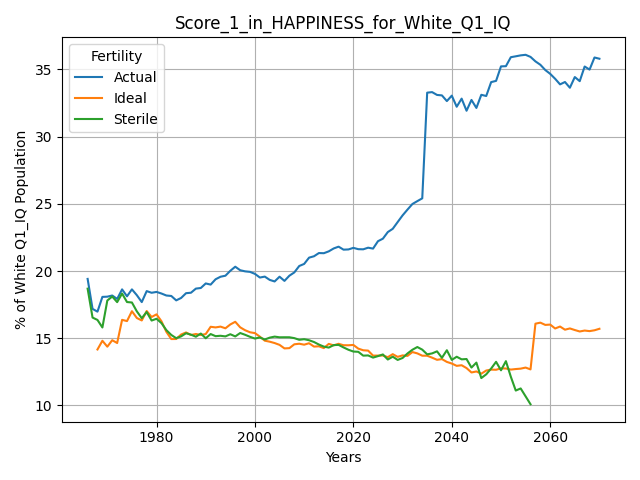 Score_1_in_HAPPINESS_for_White_Q1_IQ
% of White Q1_IQ Population
35
30
25
20
15
10
Fertility
Actual
Ideal
Sterile
1980
2000
2020
2040
2060
Years